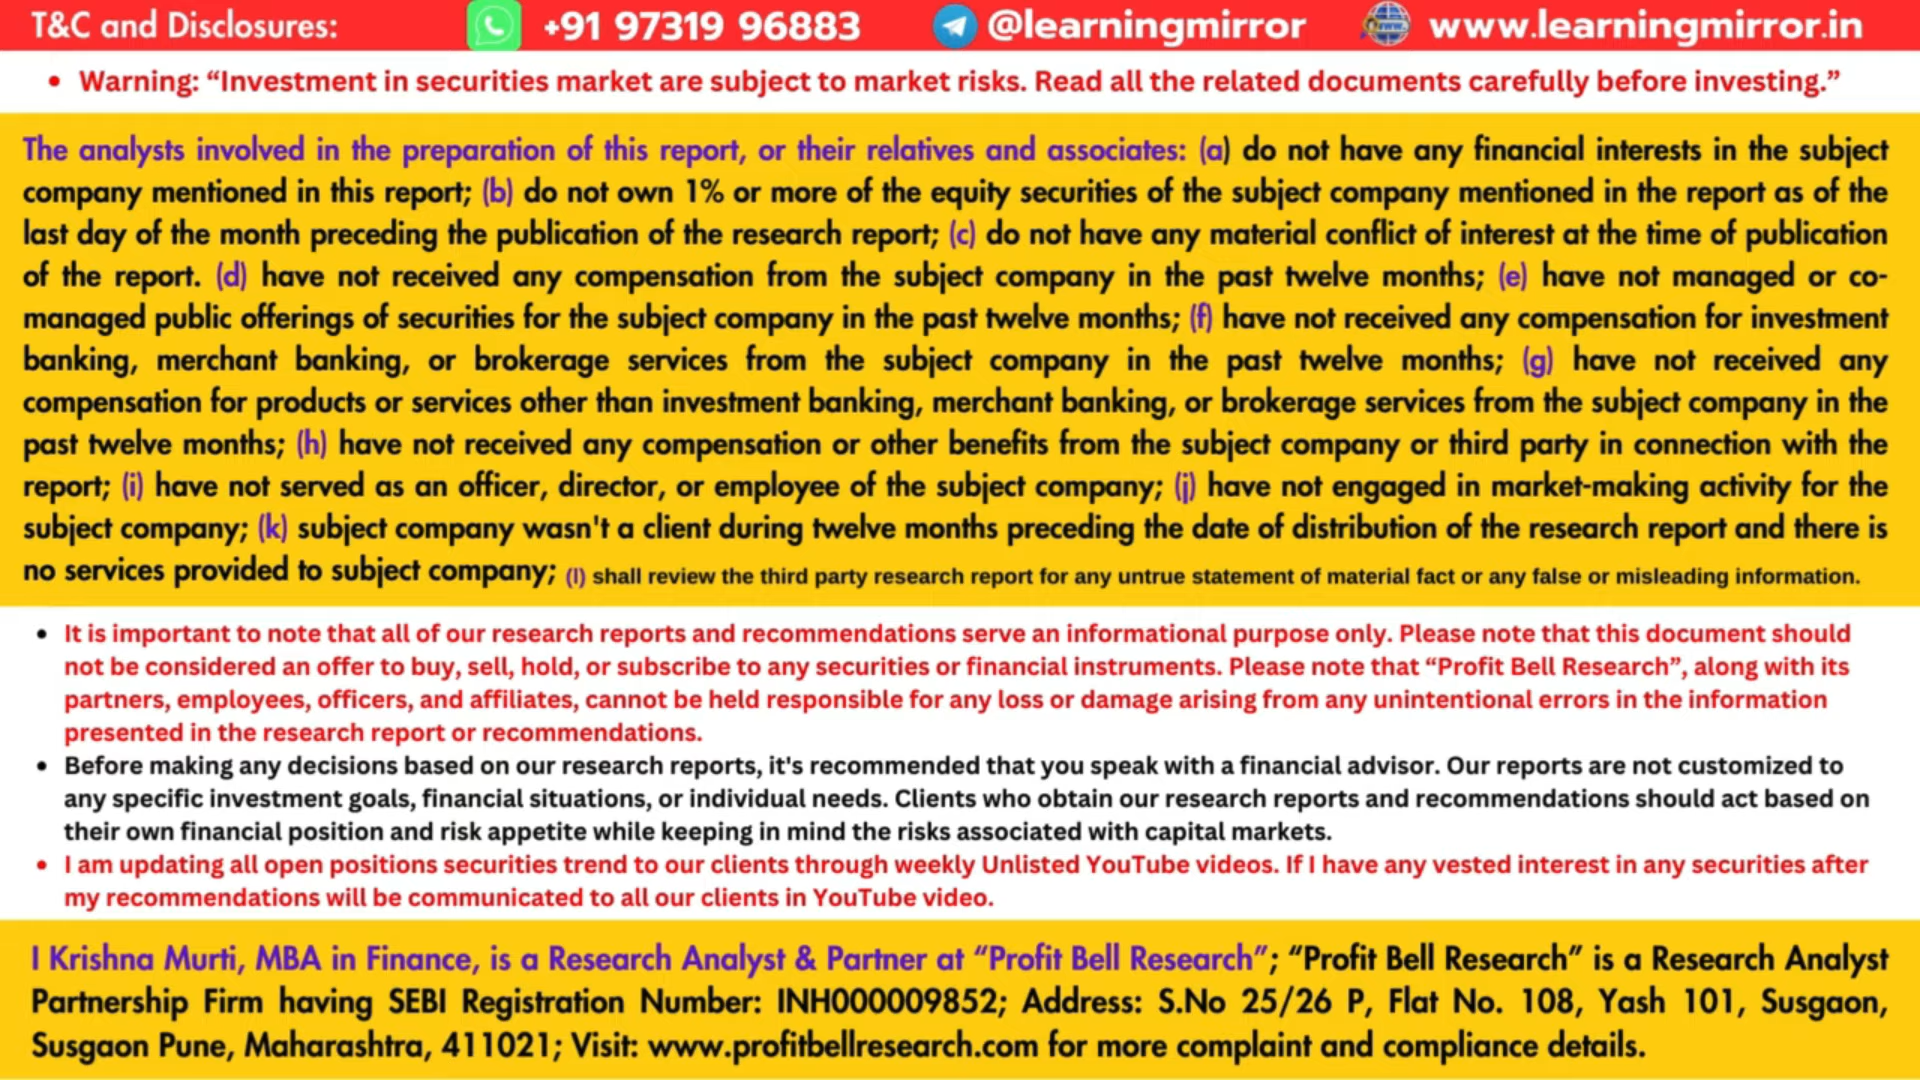 T&C and Disclosures: +91 97319 96883 @learningmirror www.learningmirror.in
• Warning: “Investment in securities market are subject to market risks. Read all the related documents carefully before investing.”
The analysts involved in the preparation of this report, or their relatives and associates: (a) do not have any financial interests in the subject
company mentioned in this report; (b) do not own 1% or more of the equity securities of the subject company mentioned in the report as of the
last day of the month preceding the publication of the research report; (c) do not have any material conflict of interest at the time of publication
of the report. (d) have not received any compensation from the subject company in the past twelve months; (e) have not managed or co-
managed public offerings of securities for the subject company in the past twelve months; (f) have not received any compensation for investment
banking, merchant banking, or brokerage services from the subject company in the past twelve months; (g) have not received any
compensation for products or services other than investment banking, merchant banking, or brokerage services from the subject company in the
past twelve months; (h) have not received any compensation or other benefits from the subject company or third party in connection with the
report; (i) have not served as an officer, director, or employee of the subject company; (j) have not engaged in market-making activity for the
subject company; (k) subject company wasn't a client during twelve months preceding the date of distribution of the research report and there is
no services provided to subject company; (l) shall review the third party research report for any untrue statement of material fact or any false or misleading information.
• It is important to note that all of our research reports and recommendations serve an informational purpose only. Please note that this document should
not be considered an offer to buy, sell, hold, or subscribe to any securities or financial instruments. Please note that “Profit Bell Research”, along with its
partners, employees, officers, and affiliates, cannot be held responsible for any loss or damage arising from any unintentional errors in the information
presented in the research report or recommendations.
• Before making any decisions based on our research reports, it's recommended that you speak with a financial advisor. Our reports are not customized to
any specific investment goals, financial situations, or individual needs. Clients who obtain our research reports and recommendations should act based on
their own financial position and risk appetite while keeping in mind the risks associated with capital markets.
• I am updating all open positions securities trend to our clients through weekly Unlisted YouTube videos. If I have any vested interest in any securities after
my recommendations will be communicated to all our clients in YouTube video.
I Krishna Murti, MBA in Finance, is a Research Analyst & Partner at “Profit Bell Research”; “Profit Bell Research” is a Research Analyst
Partnership Firm having SEBI Registration Number: INH000009852; Address: S.No 25/26 P, Flat No. 108, Yash 101, Susgaon,
Susgaon Pune, Maharashtra, 411021; Visit: www.profitbellresearch.com for more complaint and compliance details.